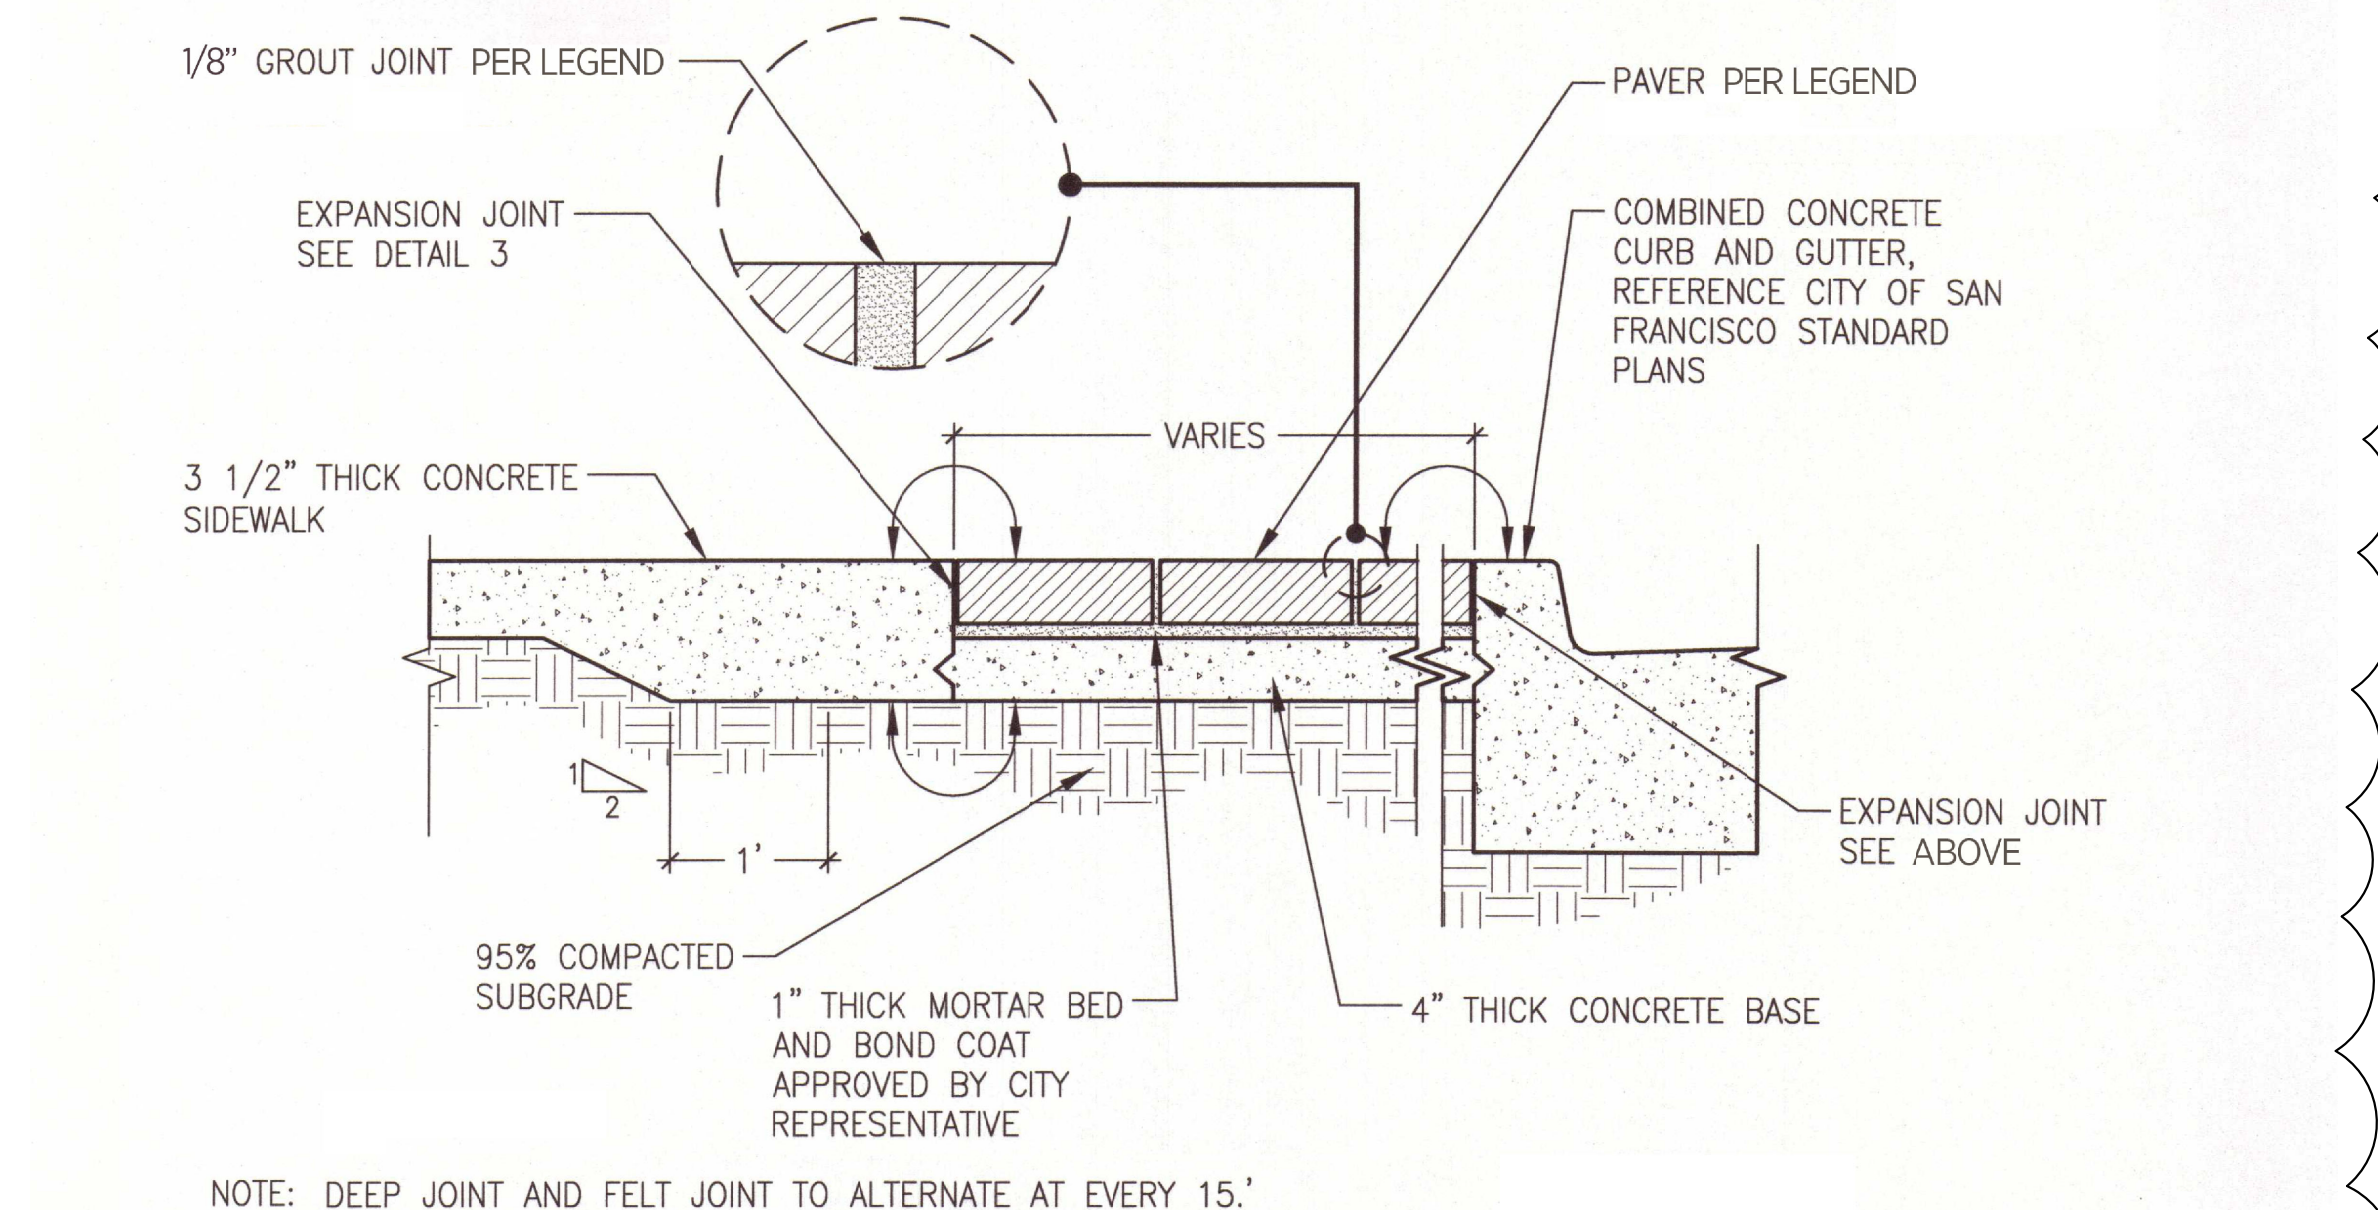 1/8” GROUT JOINT PER LEGEND
PAVER PER LEGEND
EXPANSION JOINT
SEE DETAIL 3
COMBINED CONCRETE
CURB AND GUTTER,
REFERENCE CITY OF SAN
FRANCISCO STANDARD
PLANS
VARIES
3 1/2” THICK CONCRETE
SIDEWALK
1
2
1’
EXPANSION JOINT
SEE ABOVE
95% COMPACTED
SUBGRADE
1” THICK MORTAR BED
AND BOND COAT
APPROVED BY CITY
REPRESENTATIVE
4” THICK CONCRETE BASE
NOTE: DEEP JOINT AND FELT JOINT TO ALTERNATE AT EVERY 15.’